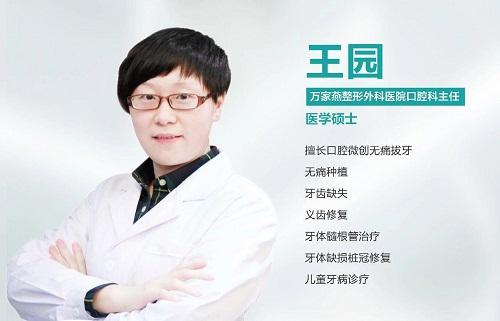 王园
万家燕整形外科医院口腔科主任
医学硕士
擅长口腔微创无痛拔牙
无痛种植
牙齿缺失
义齿修复
牙体髓根管治疗
牙体缺损桩冠修复
儿童牙病诊疗